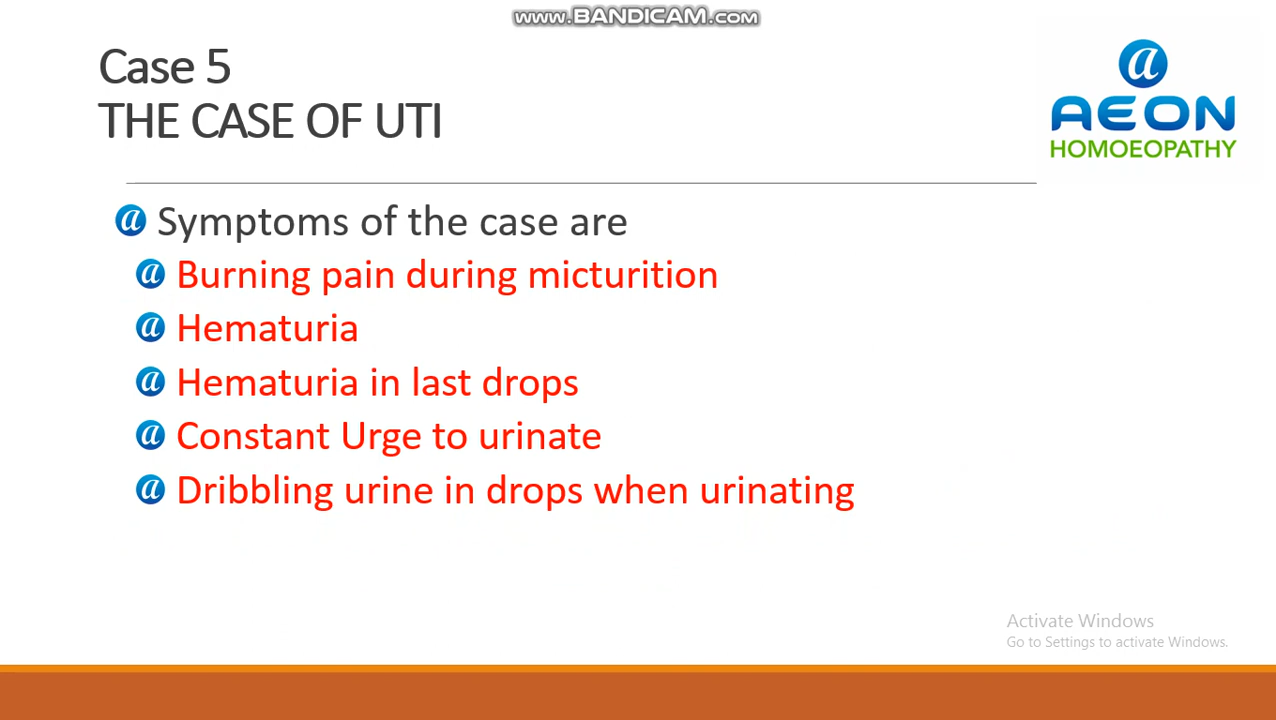 www.BANDICAM.com
Case 5
THE CASE OF UTI
a
AEON
HOMOEOPATHY
a Symptoms of the case are
a Burning pain during micturition
a Hematuria
a Hematuria in last drops
a Constant Urge to urinate
a Dribbling urine in drops when urinating
Activate Windows
Go to Settings to activate Windows.